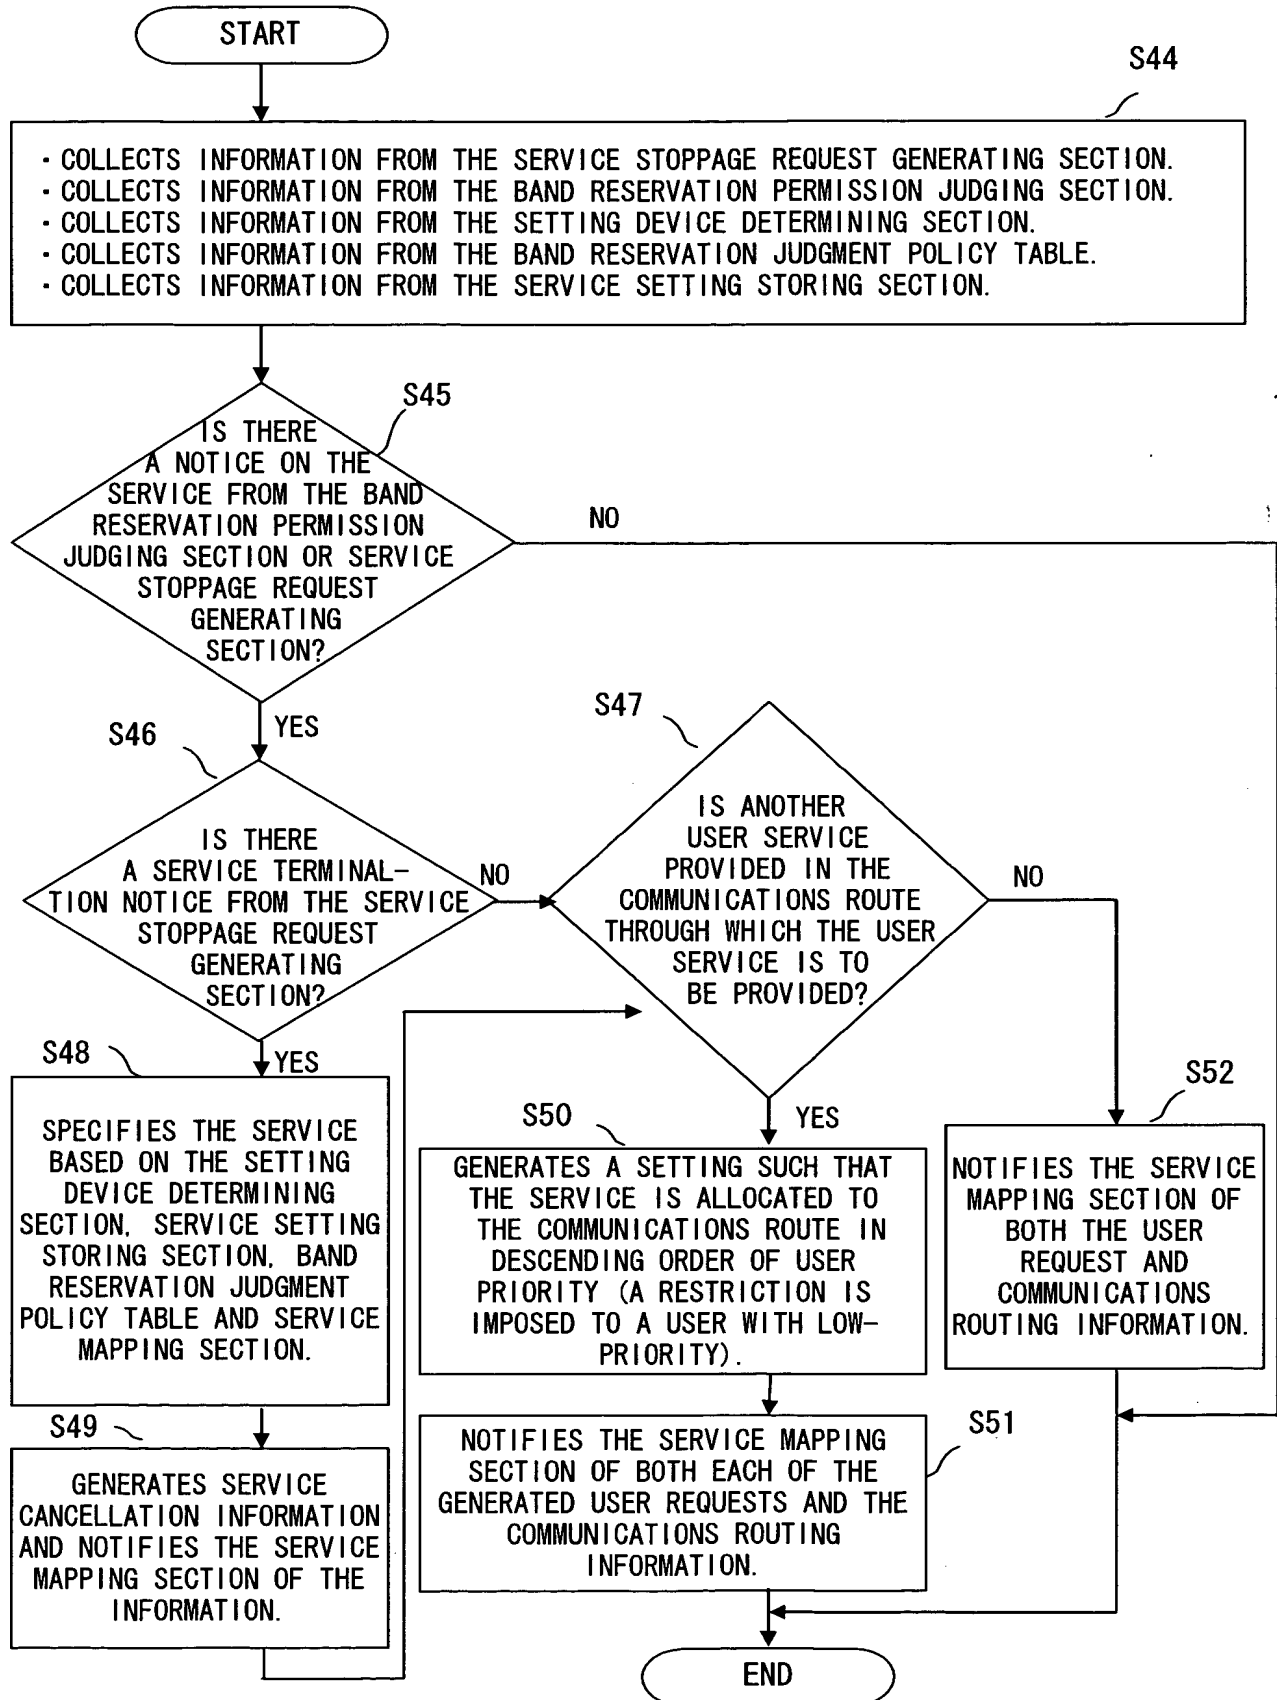 START
S44
· COLLECTS INFORMATION FROM THE SERVICE STOPPAGE REQUEST GENERATING SECTION.
· COLLECTS INFORMATION FROM THE BAND RESERVATION PERMISSION JUDGING SECTION.
· COLLECTS INFORMATION FROM THE SETTING DEVICE DETERMINING SECTION.
· COLLECTS INFORMATION FROM THE BAND RESERVATION JUDGMENT POLICY TABLE.
· COLLECTS INFORMATION FROM THE SERVICE SETTING STORING SECTION.
S45
IS THERE
A NOTICE ON THE
SERVICE FROM THE BAND
RESERVATION PERMISSION
JUDGING SECTION OR SERVICE
STOPPAGE REQUEST
GENERATING
SECTION?
NO
YES
S46
IS THERE
A SERVICE TERMINAL-
TION NOTICE FROM THE SERVICE
STOPPAGE REQUEST
GENERATING
SECTION?
NO
YES
S47
IS ANOTHER
USER SERVICE
PROVIDED IN THE
COMMUNICATIONS ROUTE
THROUGH WHICH THE USER
SERVICE IS TO
BE PROVIDED?
NO
YES
S48
SPECIFIES THE SERVICE
BASED ON THE SETTING
DEVICE DETERMINING
SECTION, SERVICE SETTING
STORING SECTION, BAND
RESERVATION JUDGMENT
POLICY TABLE AND SERVICE
MAPPING SECTION.
S49
GENERATES SERVICE
CANCELLATION INFORMATION
AND NOTIFIES THE SERVICE
MAPPING SECTION OF THE
INFORMATION.
S50
GENERATES A SETTING SUCH THAT
THE SERVICE IS ALLOCATED TO
THE COMMUNICATIONS ROUTE IN
DESCENDING ORDER OF USER
PRIORITY (A RESTRICTION IS
IMPOSED TO A USER WITH LOW-
PRIORITY).
S51
NOTIFIES THE SERVICE MAPPING
SECTION OF BOTH EACH OF THE
GENERATED USER REQUESTS AND THE
COMMUNICATIONS ROUTING
INFORMATION.
S52
NOTIFIES THE SERVICE
MAPPING SECTION OF
BOTH THE USER
REQUEST AND
COMMUNICATIONS
ROUTING INFORMATION.
END